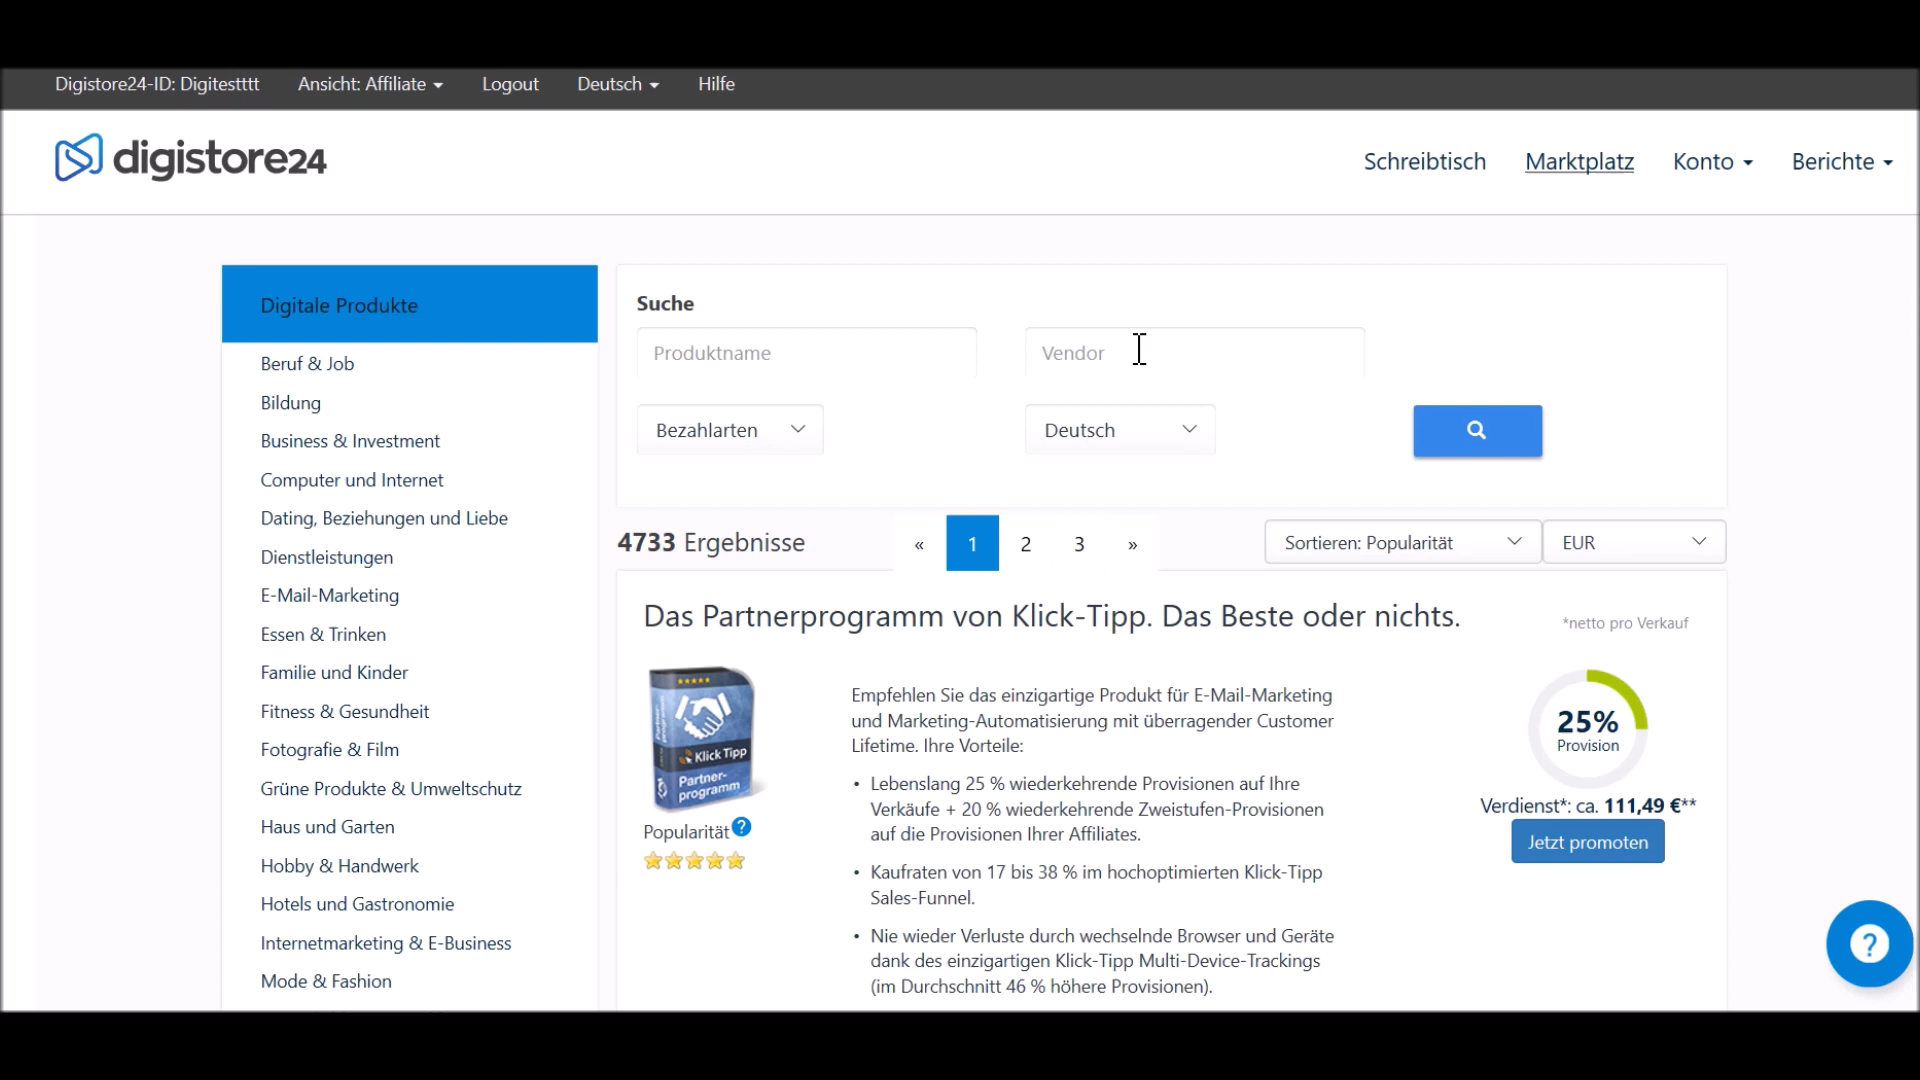 Digistore24-ID: Digitestttt Ansicht: Affiliate Logout Deutsch Hilfe
digistore24
Schreibtisch Marktplatz Konto Berichte
Digitale Produkte
Beruf & Job
Bildung
Business & Investment
Computer und Internet
Dating, Beziehungen und Liebe
Dienstleistungen
E-Mail-Marketing
Essen & Trinken
Familie und Kinder
Fitness & Gesundheit
Fotografie & Film
Grüne Produkte & Umweltschutz
Haus und Garten
Hobby & Handwerk
Hotels und Gastronomie
Internetmarketing & E-Business
Mode & Fashion
Suche
Produktname Vendor
Bezahlarten Deutsch
4733 Ergebnisse « 1 2 3 » Sortieren: Popularität EUR
Das Partnerprogramm von Klick-Tipp. Das Beste oder nichts.
*netto pro Verkauf
Klick Tipp
Partner-
programm
Popularität ?
Empfehlen Sie das einzigartige Produkt für E-Mail-Marketing
und Marketing-Automatisierung mit überragender Customer
Lifetime. Ihre Vorteile:
• Lebenslang 25 % wiederkehrende Provisionen auf Ihre
Verkäufe + 20 % wiederkehrende Zweistufen-Provisionen
auf die Provisionen Ihrer Affiliates.
• Kaufraten von 17 bis 38 % im hochoptimierten Klick-Tipp
Sales-Funnel.
• Nie wieder Verluste durch wechselnde Browser und Geräte
dank des einzigartigen Klick-Tipp Multi-Device-Trackings
(im Durchschnitt 46 % höhere Provisionen).
25%
Provision
Verdienst*: ca. 111,49 €**
Jetzt promoten
?